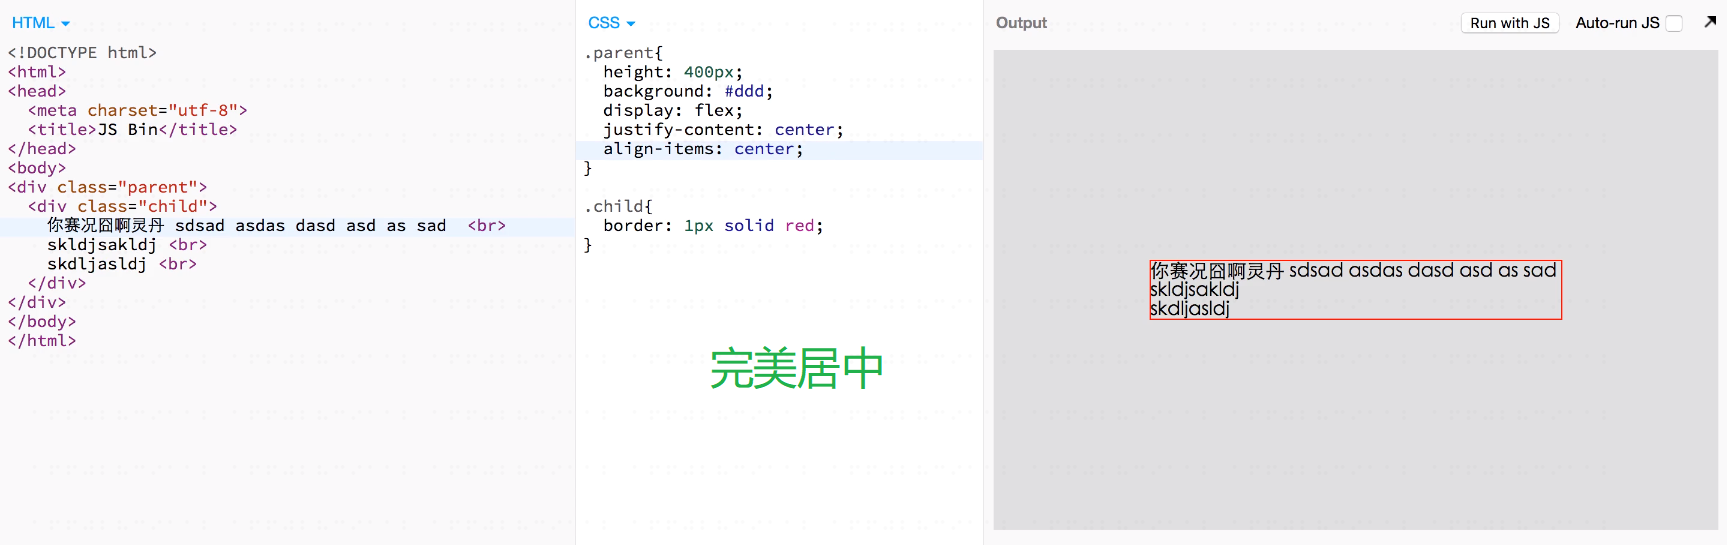 HTML
<!DOCTYPE html>
<html>
<head>
<meta charset="utf-8">
<title>JS Bin</title>
</head>
<body>
<div class="parent">
<div class="child">
你赛况囧啊灵丹 sdsad asdas dasd asd as sad <br>
skldjsakldj <br>
skdljasldj <br>
</div>
</div>
</body>
</html>
CSS
.parent{
height: 400px;
background: #ddd;
display: flex;
justify-content: center;
align-items: center;
}
.child{
border: 1px solid red;
}
完美居中
Output
Run with JS
Auto-run JS
你赛况囧啊灵丹 sdsad asdas dasd asd as sad
skldjsakldj
skdljasldj